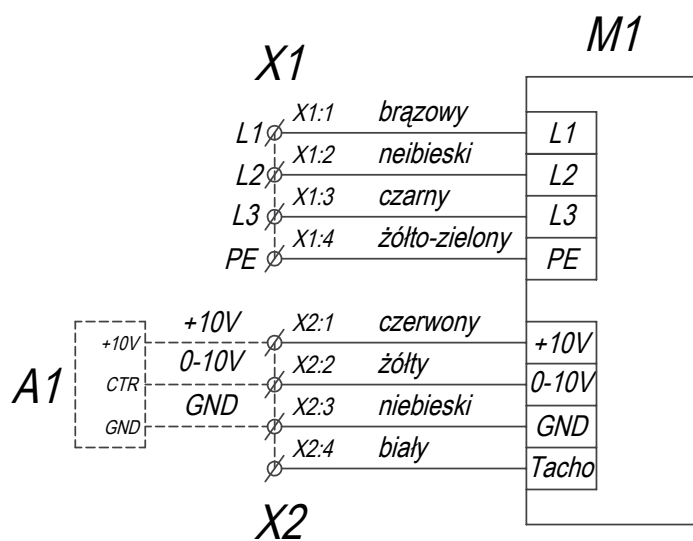 M1
X1
L1 X1:1 brązowy L1
L2 X1:2 neibieski L2
L3 X1:3 czarny L3
PE X1:4 żółto-zielony PE
A1
+10V +10V X2:1 czerwony +10V
CTR 0-10V X2:2 żółty 0-10V
GND GND X2:3 niebieski GND
X2:4 biały Tacho
X2